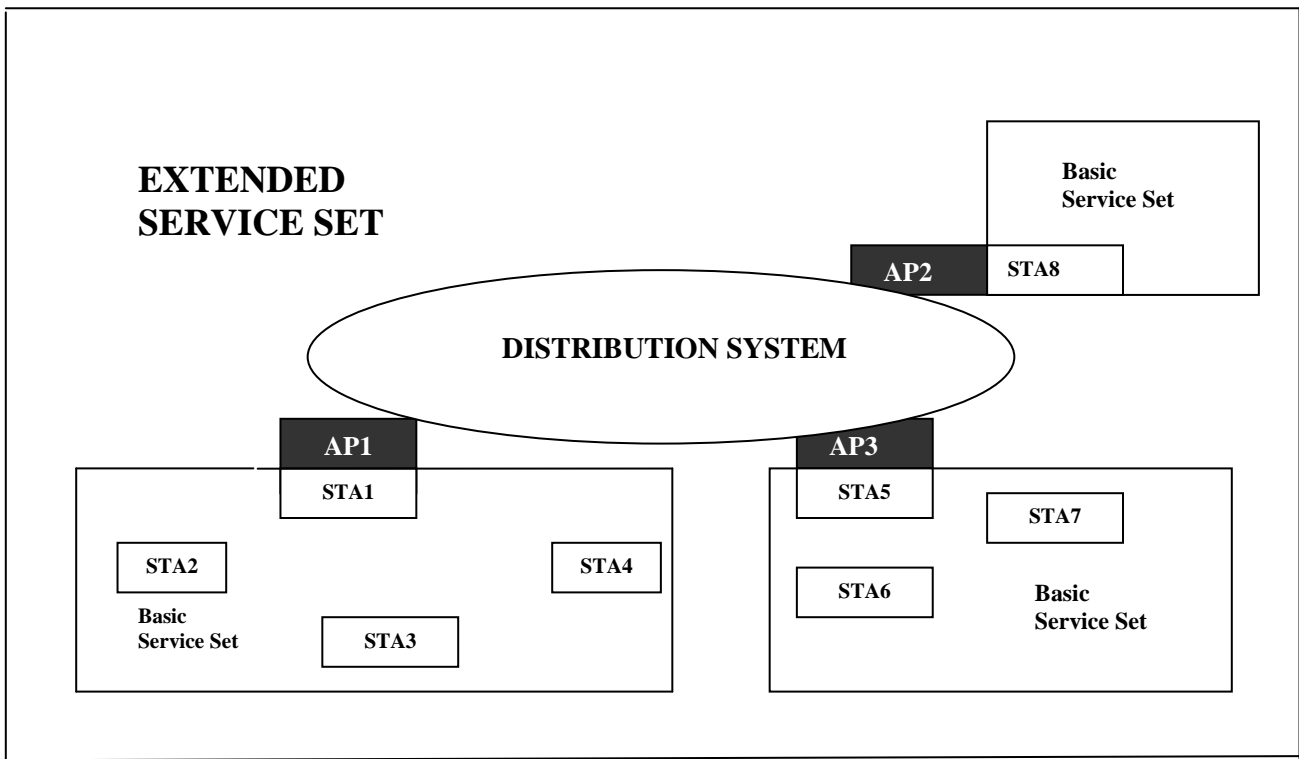 EXTENDED
SERVICE SET
Basic
Service Set
AP2
STA8
DISTRIBUTION SYSTEM
AP1
AP3
STA1
STA5
STA7
STA2
STA4
STA6
Basic
Service Set
STA3
Basic
Service Set